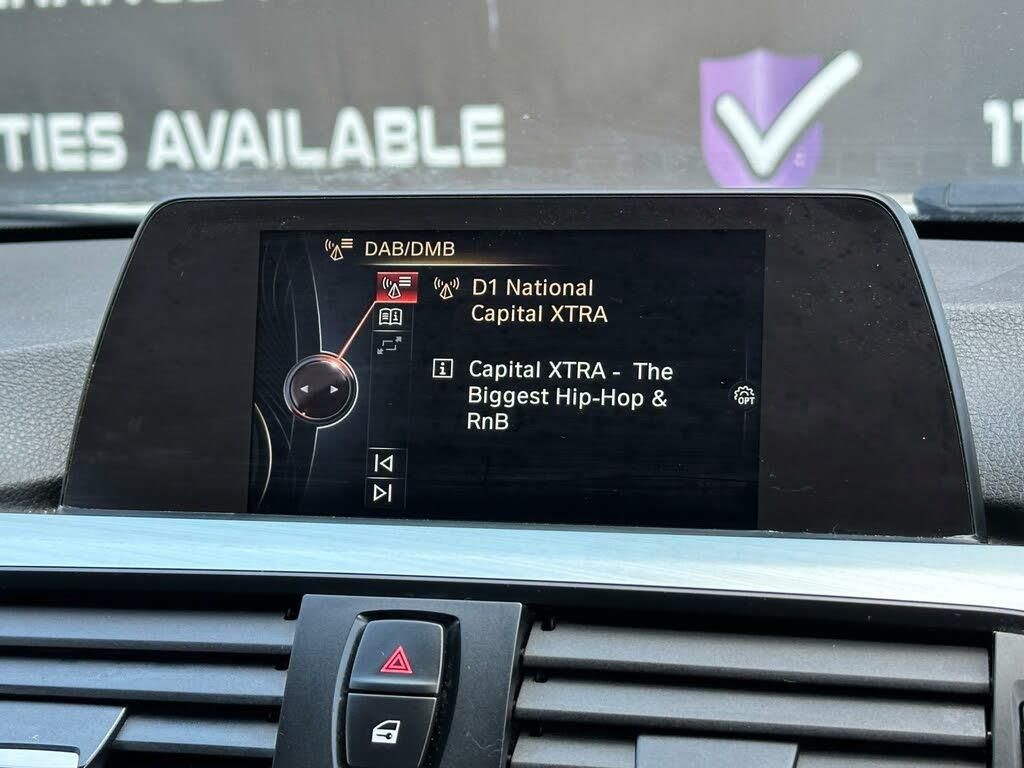 TIES AVAILABLE
DAB/DMB
D1 National
Capital XTRA
Capital XTRA - The
Biggest Hip-Hop &
RnB
OPT